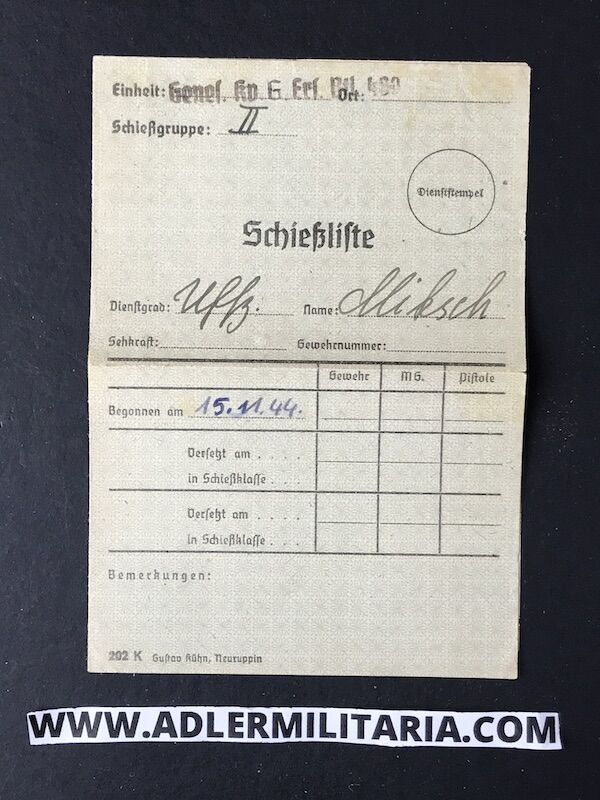 Einheit: Genes. Kp. G. Ers. Btl. 480 Ort:
Schießgruppe: II
Dienststempel
Schießliste
Dienstgrad: Uffz. Name: Miksch
Sehkraft: Gewehrnummer:
Gewehr MG. Pistole
Begonnen am 15.11.44.
Versetzt am . . . .
in Schießklasse . . .
Versetzt am . . . .
in Schießklasse . . .
Bemerkungen:
202 K Gustav Kühn, Neuruppin
WWW.ADLERMILITARIA.COM